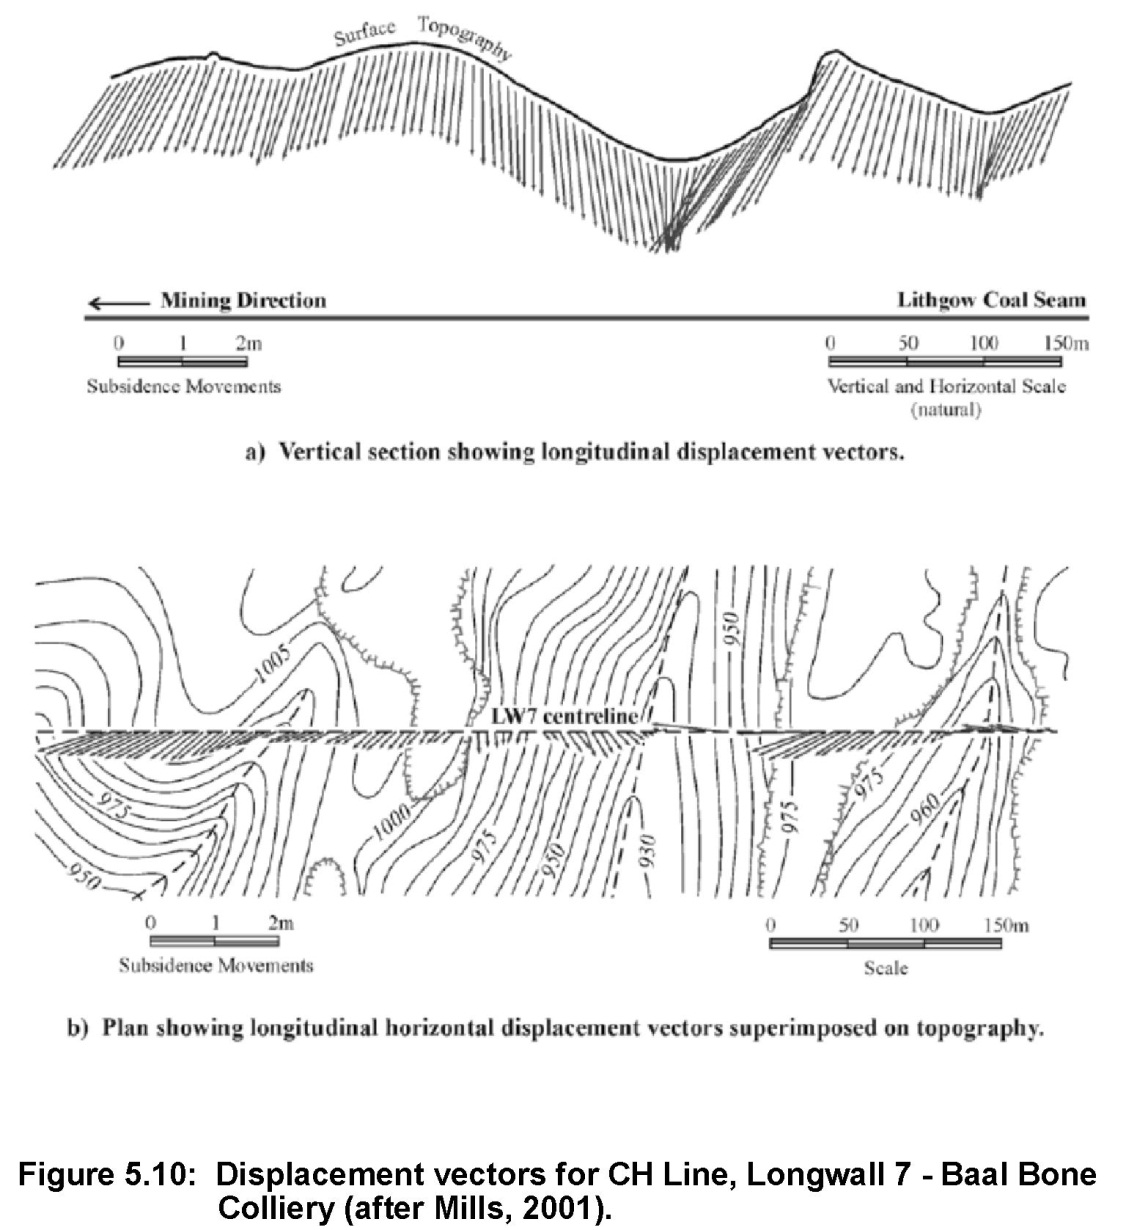 Surface Topography
Mining Direction
Lithgow Coal Seam
0 1 2m
Subsidence Movements
0 50 100 150m
Vertical and Horizontal Scale
(natural)
a) Vertical section showing longitudinal displacement vectors.
1005
950
LW7 centreline
975
950
1000
975
950
930
975
975
960
0 1 2m
Subsidence Movements
0 50 100 150m
Scale
b) Plan showing longitudinal horizontal displacement vectors superimposed on topography.
Figure 5.10: Displacement vectors for CH Line, Longwall 7 - Baal Bone
Colliery (after Mills, 2001).